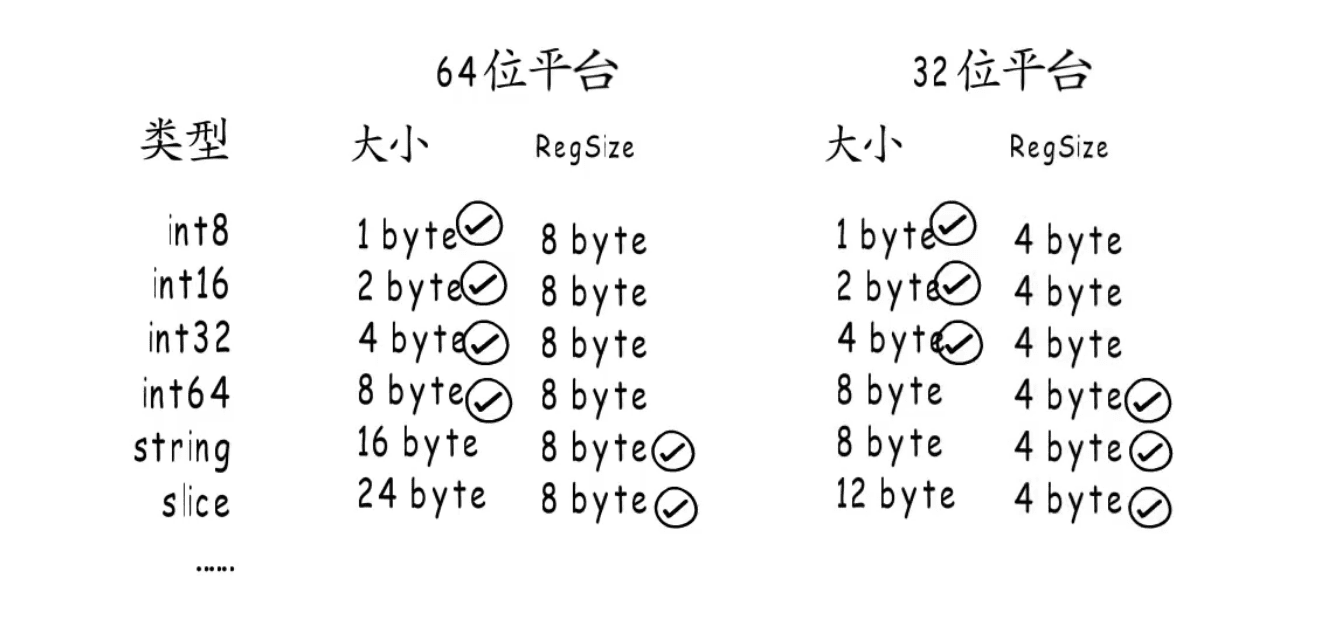 64位平台 32位平台
类型 大小 RegSize 大小 RegSize
int8 1 byte 8 byte 1 byte 4 byte
int16 2 byte 8 byte 2 byte 4 byte
int32 4 byte 8 byte 4 byte 4 byte
int64 8 byte 8 byte 8 byte 4 byte
string 16 byte 8 byte 8 byte 4 byte
slice 24 byte 8 byte 12 byte 4 byte
......